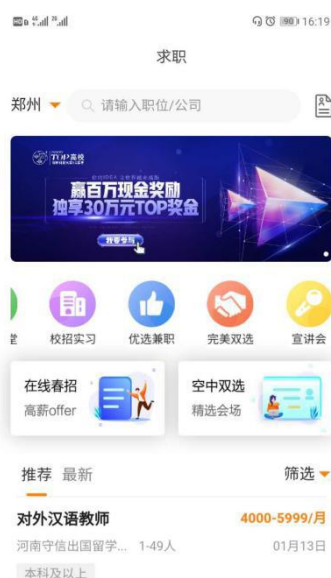 16:19
求职
郑州
请输入职位/公司
TOP高校
赢百万现金奖励
独享30万元TOP奖金
我要参与
校招实习
优选兼职
完美双选
宣讲会
在线春招
高薪offer
空中双选
精选会场
推荐 最新
筛选
对外汉语教师
4000-5999/月
河南守信出国留学... 1-49人
01月13日
本科及以上